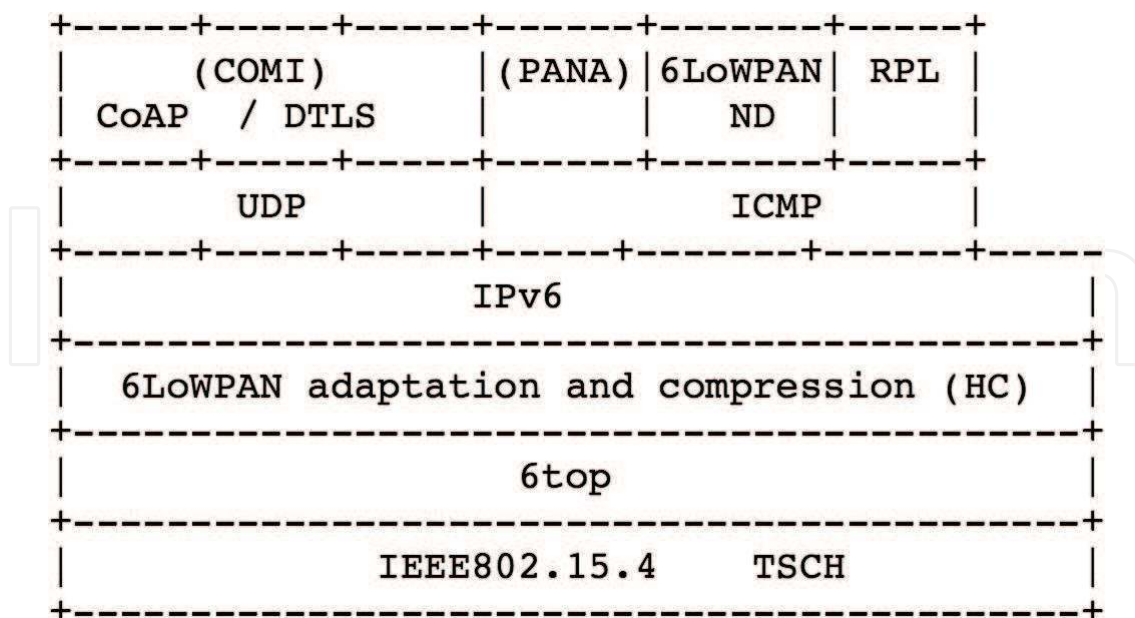 +-----+-----+-----+------+-------+-----+
| (COMI) |(PANA)|6LoWPAN| RPL |
| CoAP / DTLS | | ND | |
+-----+-----+-----+------+-------+-----+
| UDP | ICMP |
+-----+-----+-----+-----+-------+------+-----
| IPv6 |
+-------------------------------------------+
| 6LoWPAN adaptation and compression (HC) |
+-------------------------------------------+
| 6top |
+-------------------------------------------+
| IEEE802.15.4 TSCH |
+-------------------------------------------+